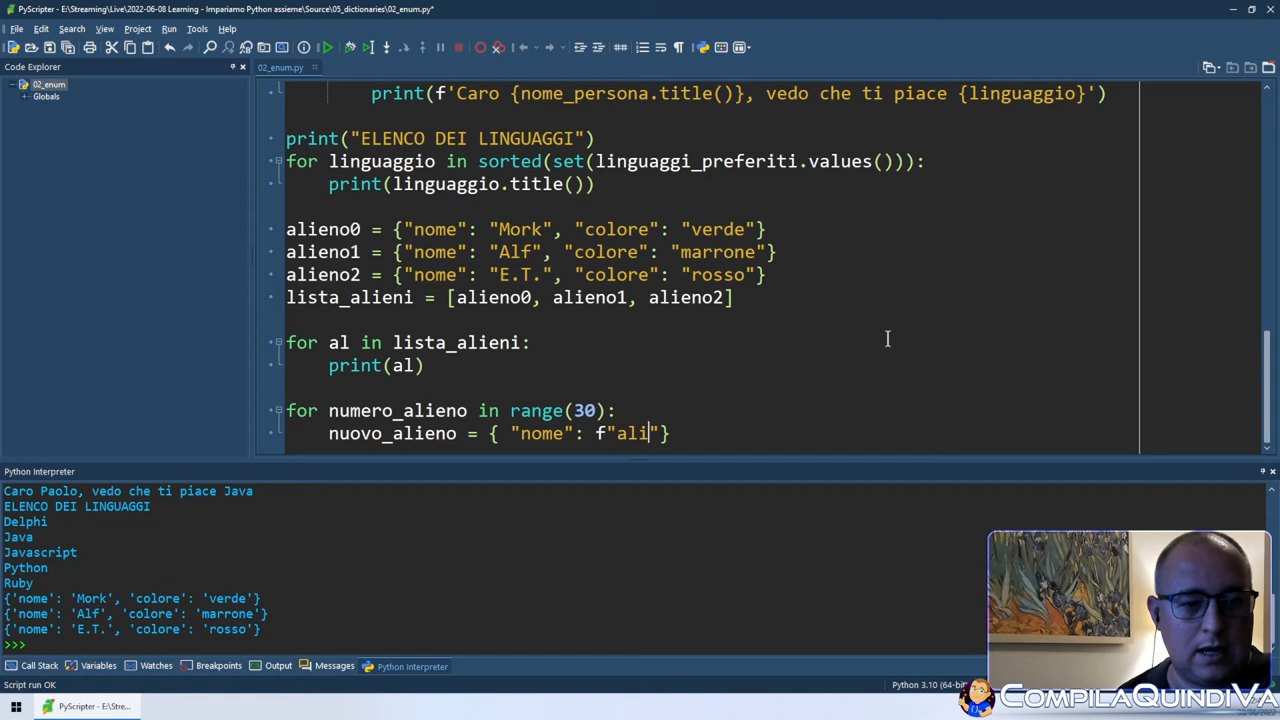 PyScripter - E:\Streaming\Live\2022-06-08 Learning - Impariamo Python assieme\Source\05_dictionaries\02_enum.py*
File Edit Search View Project Run Tools Help
Code Explorer
02_enum
Globals
02_enum.py
print(f'Caro {nome_persona.title()}, vedo che ti piace {linguaggio}')
print("ELENCO DEI LINGUAGGI")
for linguaggio in sorted(set(linguaggi_preferiti.values())):
print(linguaggio.title())
alieno0 = {"nome": "Mork", "colore": "verde"}
alieno1 = {"nome": "Alf", "colore": "marrone"}
alieno2 = {"nome": "E.T.", "colore": "rosso"}
lista_alieni = [alieno0, alieno1, alieno2]
for al in lista_alieni:
print(al)
for numero_alieno in range(30):
nuovo_alieno = { "nome": f"ali"}
Python Interpreter
Caro Paolo, vedo che ti piace Java
ELENCO DEI LINGUAGGI
Delphi
Java
Javascript
Python
Ruby
{'nome': 'Mork', 'colore': 'verde'}
{'nome': 'Alf', 'colore': 'marrone'}
{'nome': 'E.T.', 'colore': 'rosso'}
>>>
Call Stack Variables Watches Breakpoints Output Messages Python Interpreter
Script run OK
Python 3.10 (64-bit)
PyScripter - E:\Stre...
COMPILAQUINDIVA